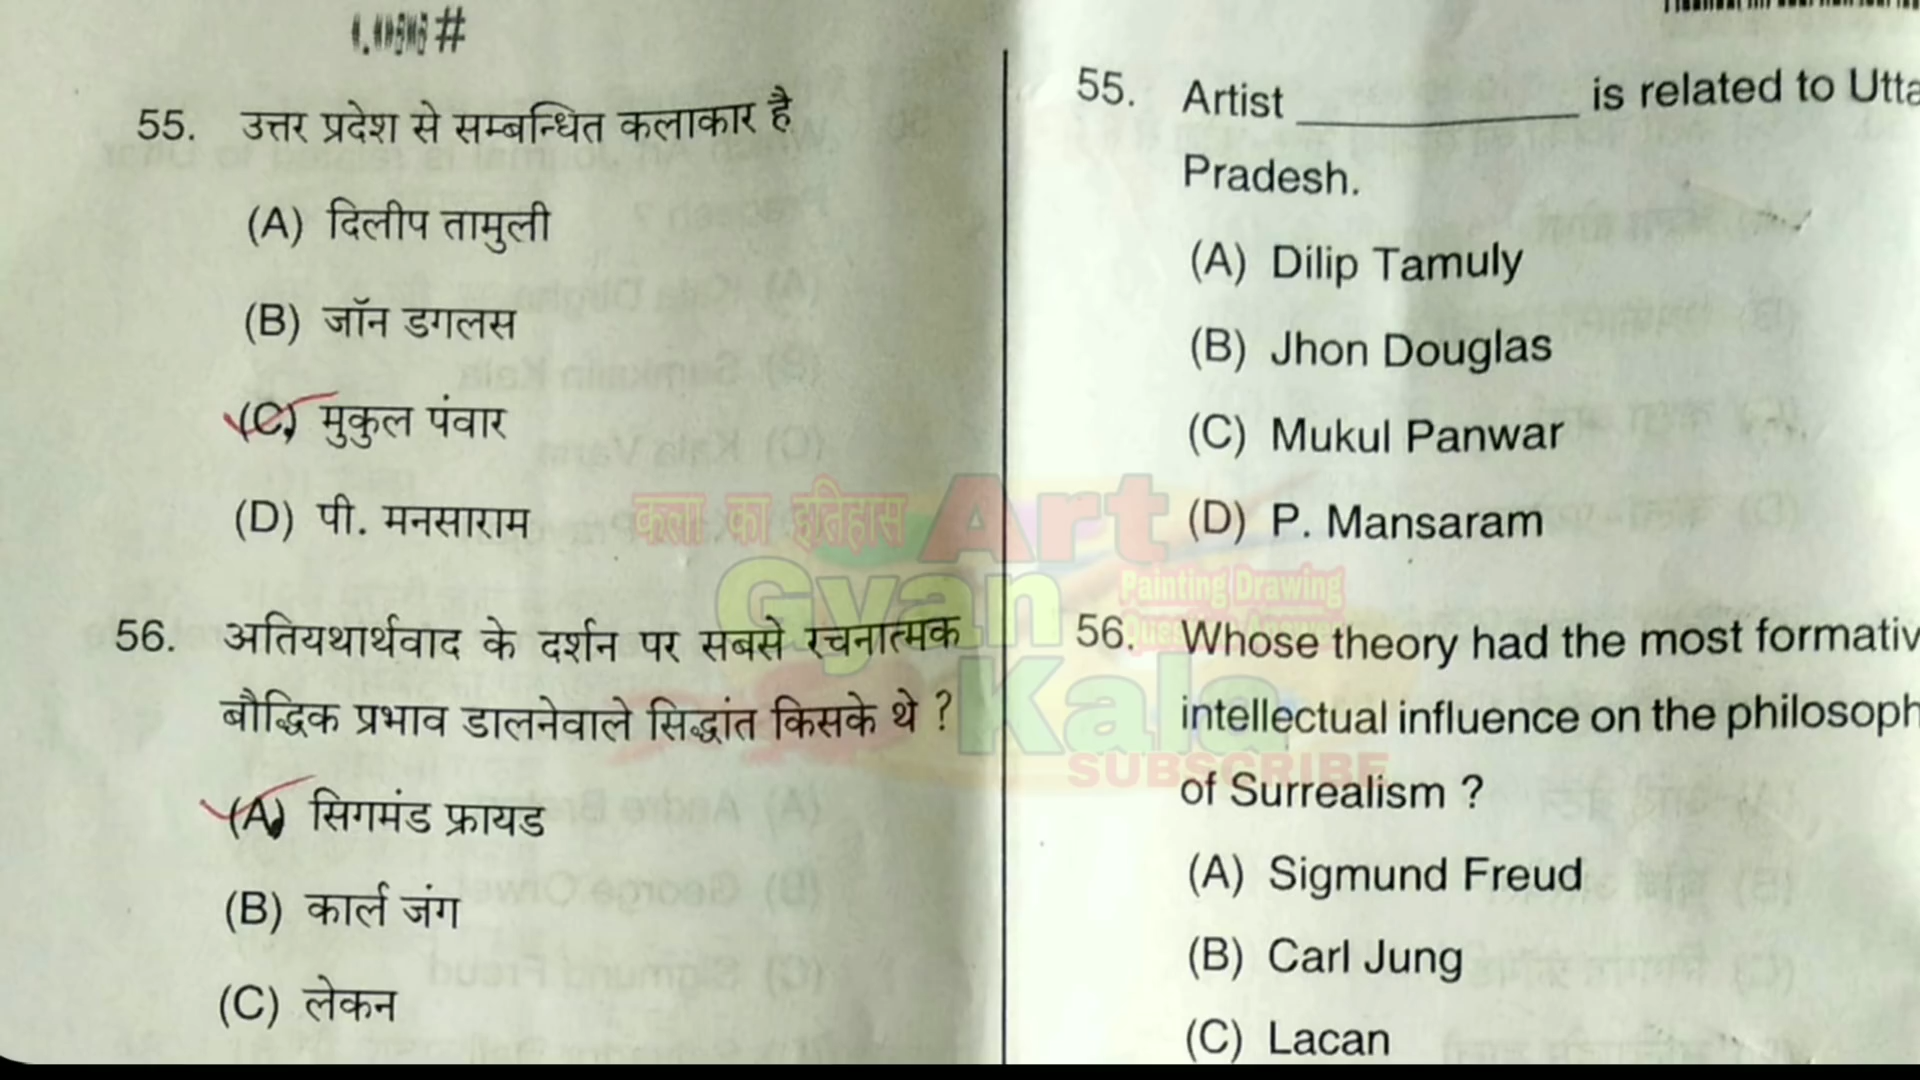 55. उत्तर प्रदेश से सम्बन्धित कलाकार है
(A) दिलीप तामुली
(B) जॉन डगलस
(C) मुकुल पंवार
(D) पी. मनसाराम
56. अतियथार्थवाद के दर्शन पर सबसे रचनात्मक
बौद्धिक प्रभाव डालनेवाले सिद्धांत किसके थे ?
(A) सिगमंड फ्रायड
(B) कार्ल जंग
(C) लेकन
55. Artist __________ is related to Utta
Pradesh.
(A) Dilip Tamuly
(B) Jhon Douglas
(C) Mukul Panwar
(D) P. Mansaram
56. Whose theory had the most formativ
intellectual influence on the philosoph
of Surrealism ?
(A) Sigmund Freud
(B) Carl Jung
(C) Lacan
कला का इतिहास
Art
Gyan
Kala
Painting Drawing
Question Answer
SUBSCRIBE